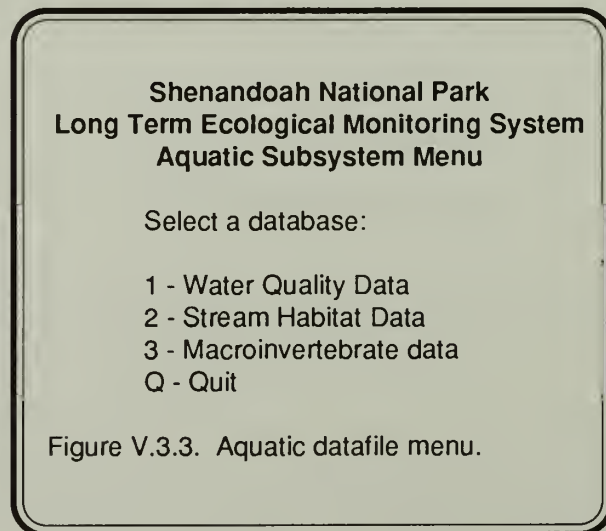 Shenandoah National Park
Long Term Ecological Monitoring System
Aquatic Subsystem Menu
Select a database:
1 - Water Quality Data
2 - Stream Habitat Data
3 - Macroinvertebrate data
Q - Quit
Figure V.3.3. Aquatic datafile menu.